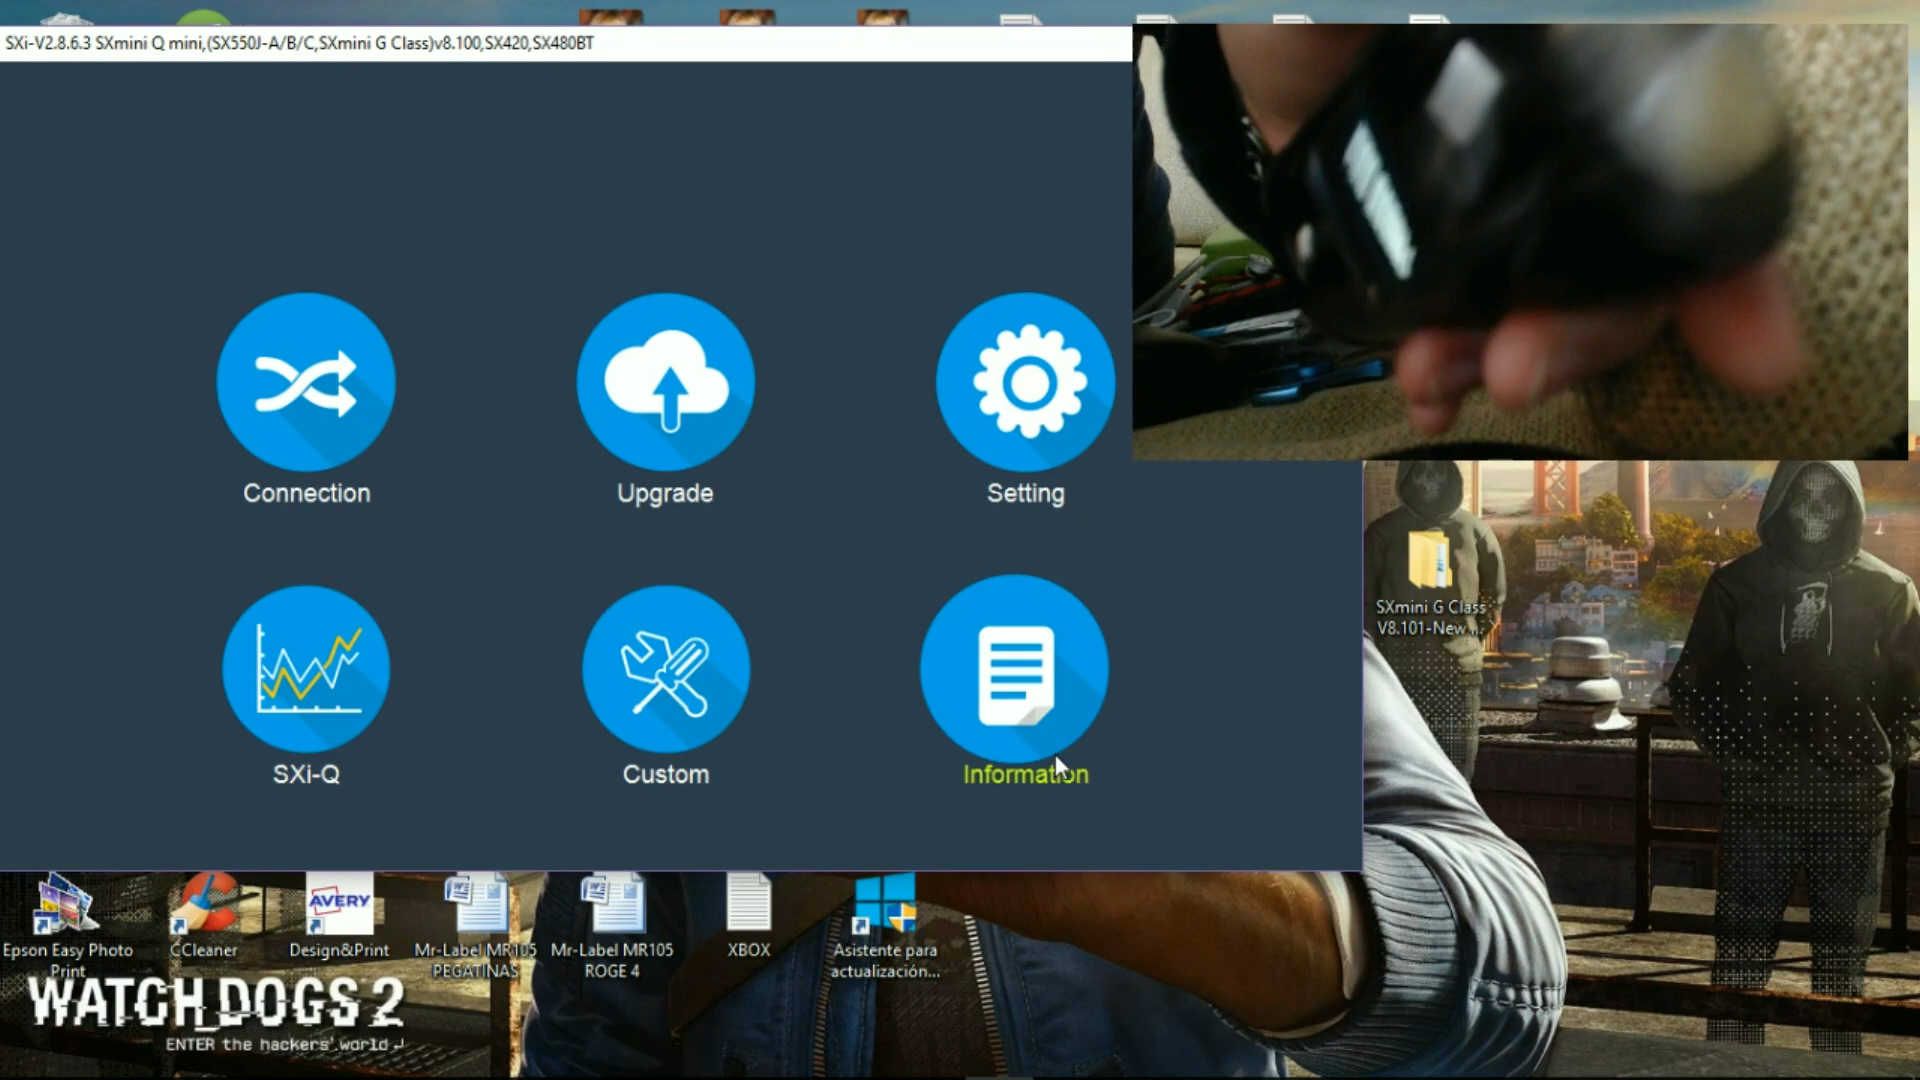 SXi-V2.8.6.3 SXmini Q mini,(SX550J-A/B/C,SXmini G Class)v8.100,SX420,SX480BT
Connection
Upgrade
Setting
SXi-Q
Custom
Information
SXmini G Class
V8.101-New ...
AVERY
Epson Easy Photo
Print
CCleaner
Design&Print
Mr-Label MR105
PEGATINAS
Mr-Label MR105
ROGE 4
XBOX
Asistente para
actualización...
WATCH_DOGS 2
ENTER the hackers' world